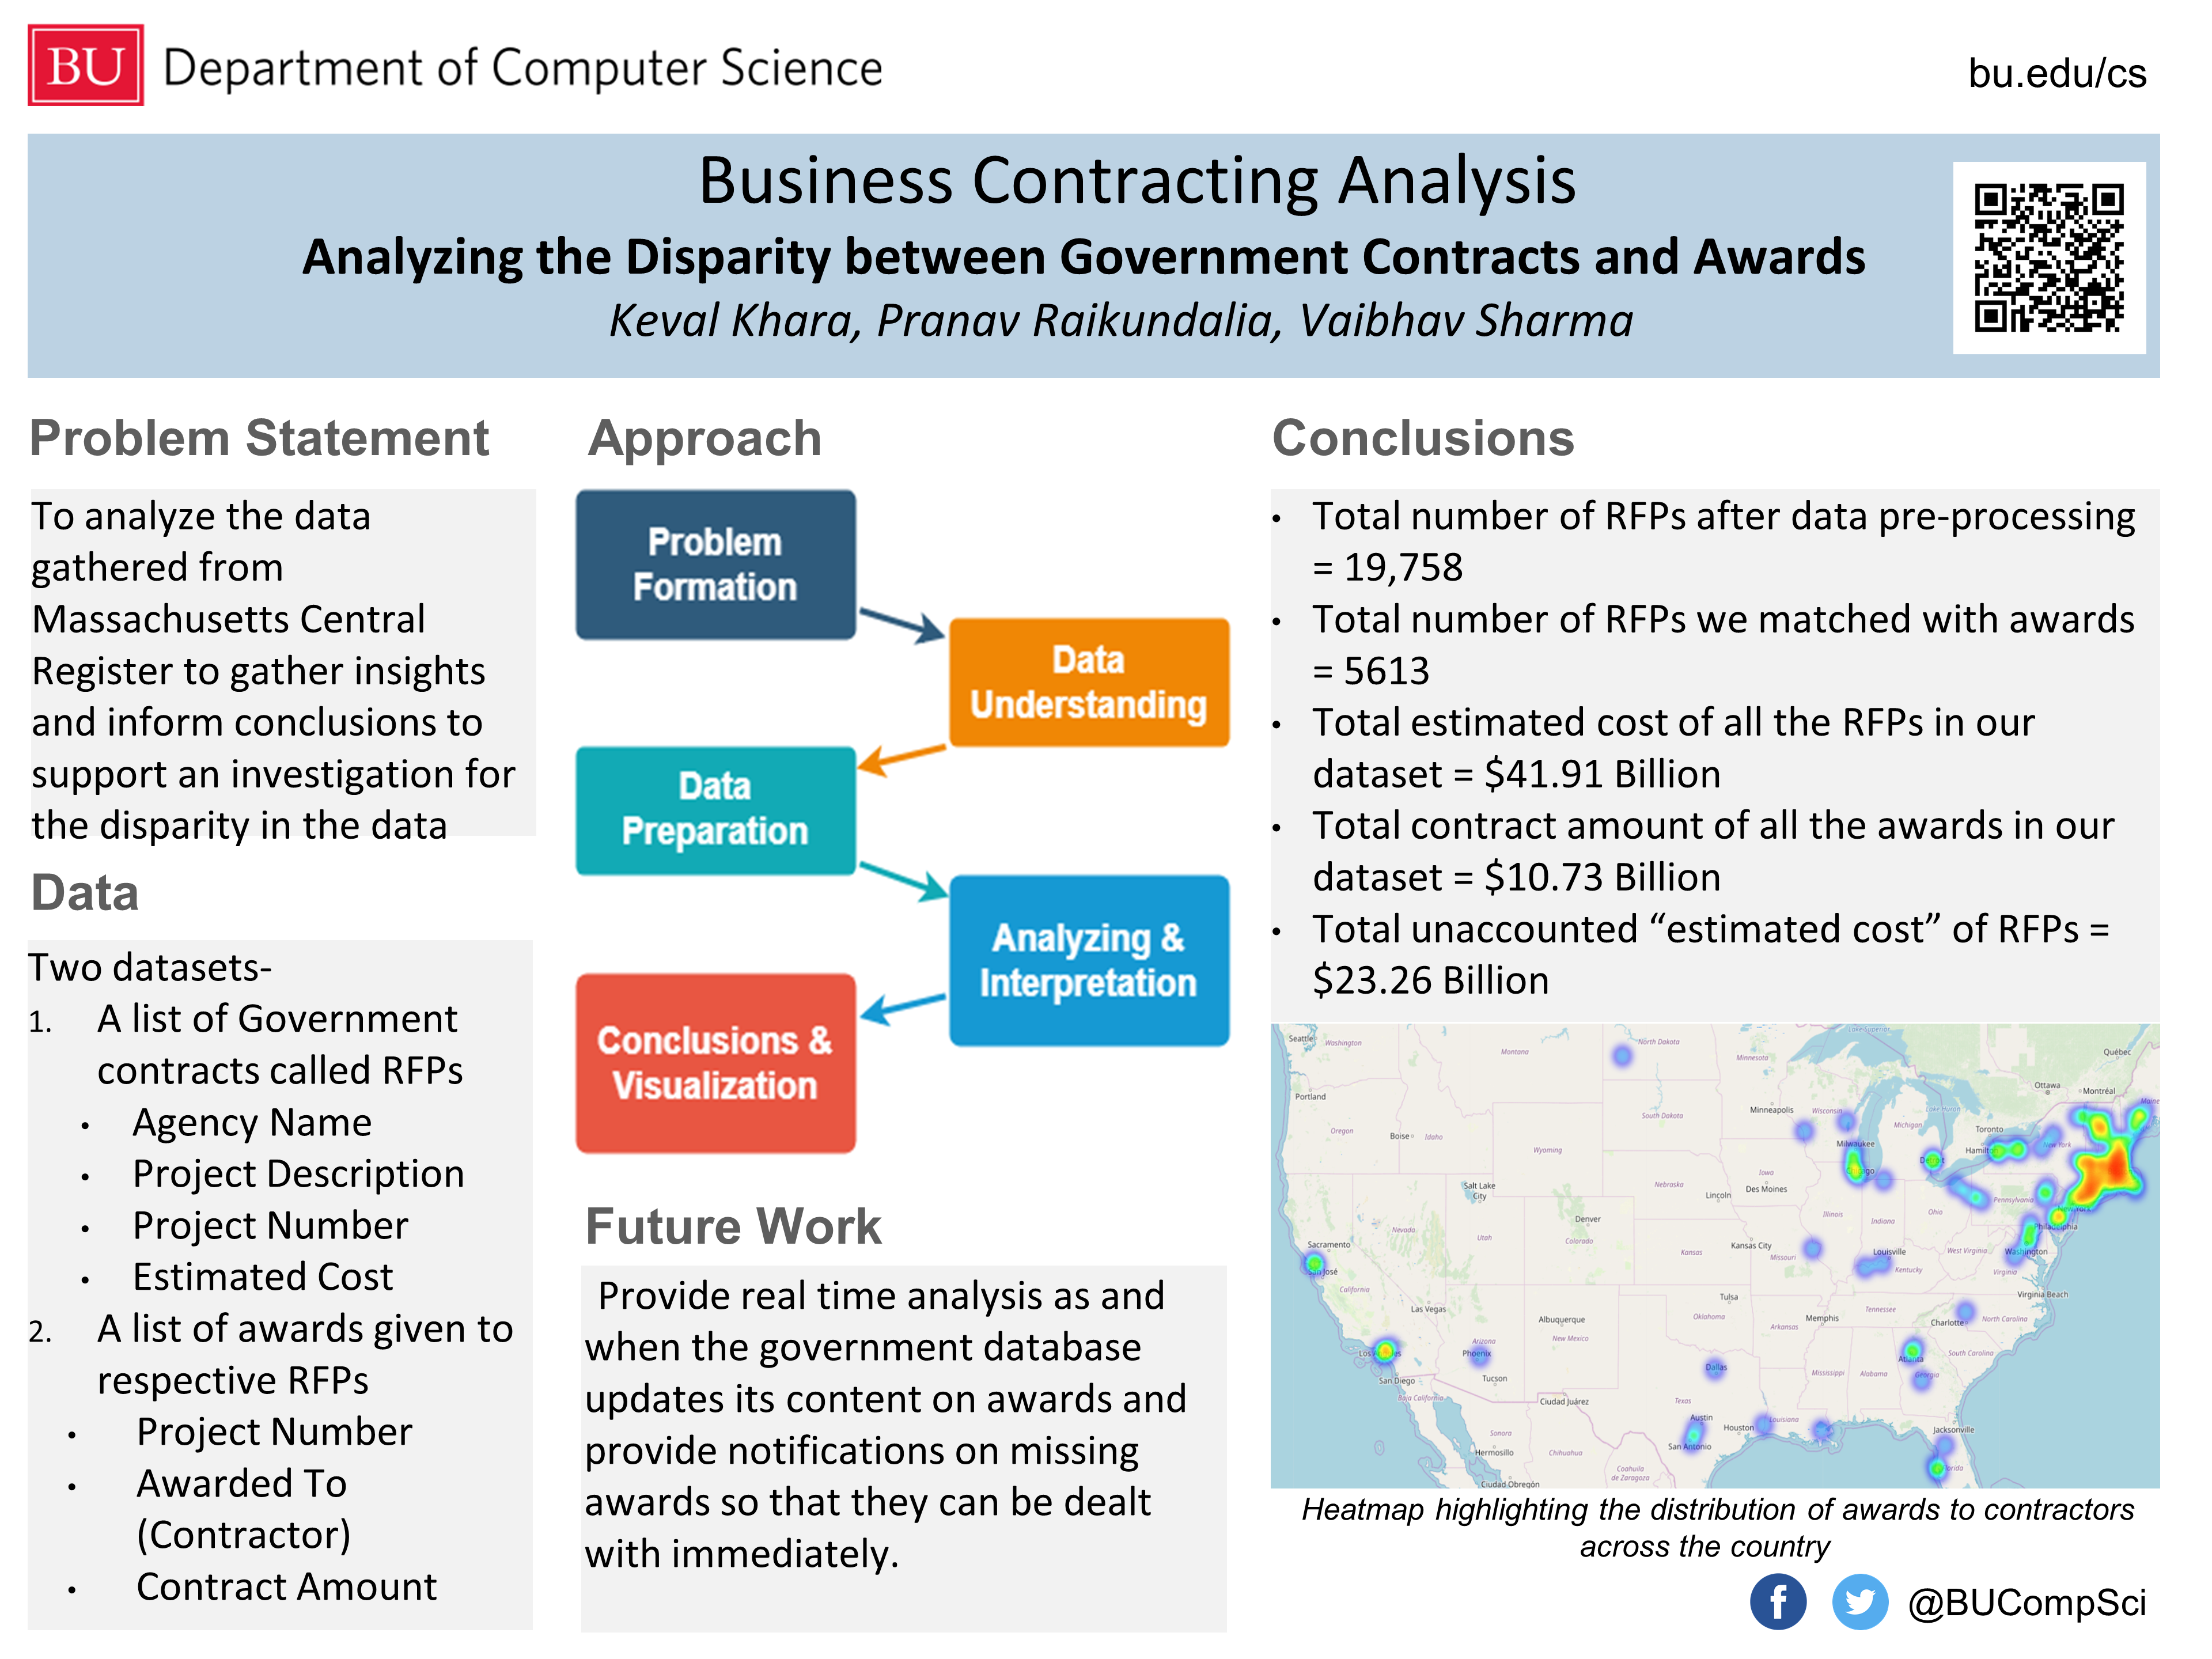 BU Department of Computer Science
bu.edu/cs
Business Contracting Analysis
Analyzing the Disparity between Government Contracts and Awards
Keval Khara, Pranav Raikundalia, Vaibhav Sharma
Problem Statement
To analyze the data
gathered from
Massachusetts Central
Register to gather insights
and inform conclusions to
support an investigation for
the disparity in the data
Data
Two datasets-
1. A list of Government
contracts called RFPs
• Agency Name
• Project Description
• Project Number
• Estimated Cost
2. A list of awards given to
respective RFPs
• Project Number
• Awarded To
(Contractor)
• Contract Amount
Approach
Problem
Formation
Data
Understanding
Data
Preparation
Analyzing &
Interpretation
Conclusions &
Visualization
Future Work
Provide real time analysis as and
when the government database
updates its content on awards and
provide notifications on missing
awards so that they can be dealt
with immediately.
Conclusions
• Total number of RFPs after data pre-processing
= 19,758
• Total number of RFPs we matched with awards
= 5613
• Total estimated cost of all the RFPs in our
dataset = $41.91 Billion
• Total contract amount of all the awards in our
dataset = $10.73 Billion
• Total unaccounted “estimated cost” of RFPs =
$23.26 Billion
Lake Superior
Seattle
Washington
Montana
North Dakota
Minnesota
Québec
Ottawa
Montréal
Maine
Portland
Oregon
Boise
Idaho
South Dakota
Minneapolis
Wisconsin
Michigan
Lake Huron
Toronto
Hamilton
New York
Wyoming
Milwaukee
Detroit
Iowa
Salt Lake
City
Nebraska
Lincoln
Des Moines
Pennsylvania
New York
Denver
Illinois
Indiana
Ohio
Philadelphia
Sacramento
Nevada
Utah
Colorado
Kansas
Kansas City
Missouri
Louisville
West Virginia
Washington
San José
Kentucky
Virginia
California
Virginia Beach
Las Vegas
Tulsa
Tennessee
Albuquerque
Oklahoma
Memphis
Charlotte
North Carolina
New Mexico
Arkansas
Arizona
Los Angeles
Phoenix
Dallas
Atlanta
South Carolina
San Diego
Tucson
Mississippi
Alabama
Georgia
Baja California
Ciudad Juárez
Texas
Austin
Houston
Louisiana
Jacksonville
Sonora
San Antonio
Hermosillo
Chihuahua
Coahuila
de Zaragoza
Florida
Ciudad Obregón
Heatmap highlighting the distribution of awards to contractors
across the country
@BUCompSci